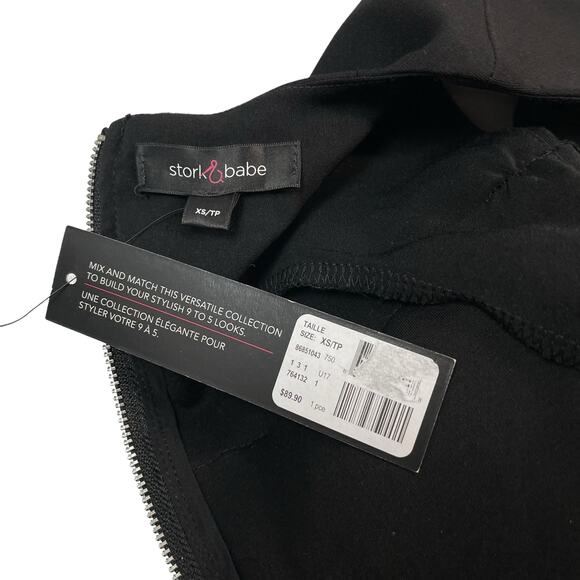 stork & babe
XS/TP
MIX AND MATCH THIS VERSATILE COLLECTION
TO BUILD YOUR STYLISH 9 TO 5 LOOKS.
UNE COLLECTION ÉLÉGANTE POUR
STYLER VOTRE 9 À 5.
TAILLE
SIZE: XS/TP
86851043 750
1 3 1 U17
764132 1
$89.90 1 pce